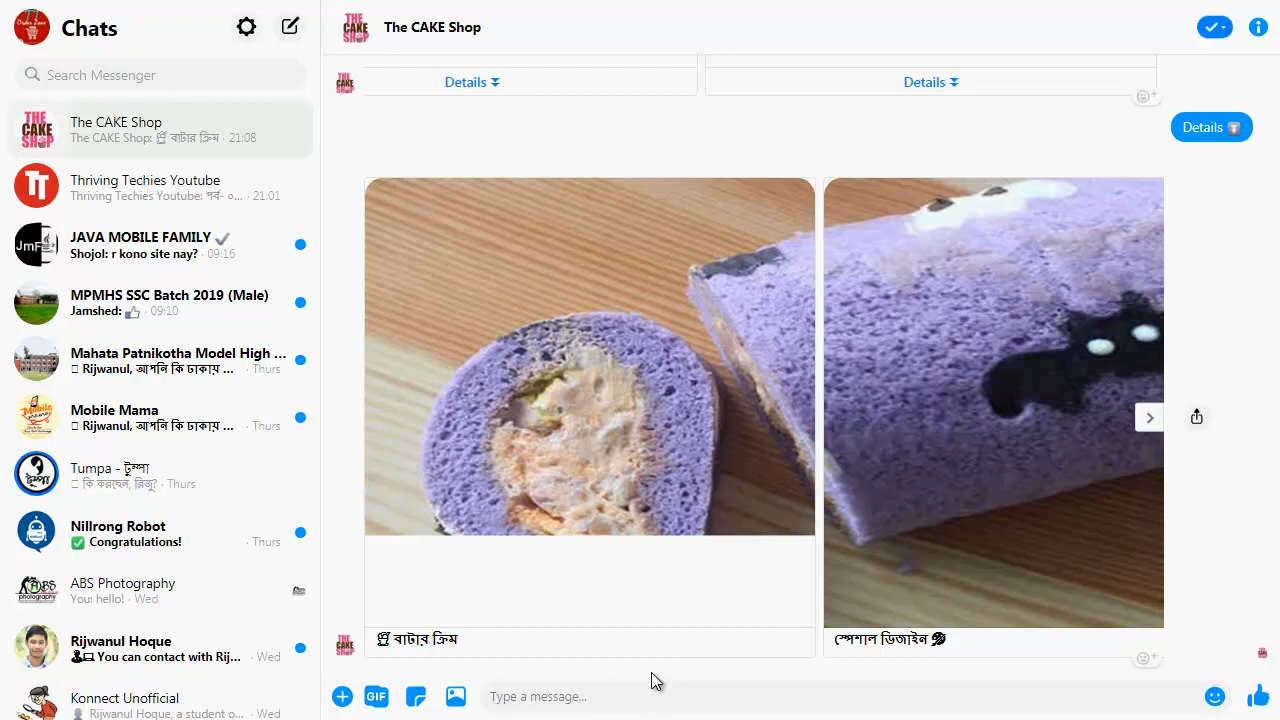 Chats
Search Messenger
The CAKE Shop
The CAKE Shop: বাটার ক্রিম · 21:08
Thriving Techies Youtube
Thriving Techies Youtube: পর্ব- ০... · 21:01
JAVA MOBILE FAMILY
Shojol: r kono site nay? · 09:16
MPMHS SSC Batch 2019 (Male)
Jamshed: 👍 · 09:10
Mahata Patnikotha Model High ...
Rijwanul, আপনি কি ঢাকায় ... · Thurs
Mobile Mama
Rijwanul, আপনি কি ঢাকায় ... · Thurs
Tumpa - টুম্পা
কি করছেন, রিজু? · Thurs
Nillrong Robot
✅ Congratulations! · Thurs
ABS Photography
You: hello! · Wed
Rijwanul Hoque
You can contact with Rij... · Wed
Konnect Unofficial
Rijwanul Hoque, a student o... · Wed
THE CAKE SHOP
The CAKE Shop
Details Details
Details
বাটার ক্রিম
স্পেশাল ডিজাইন
GIF
Type a message...